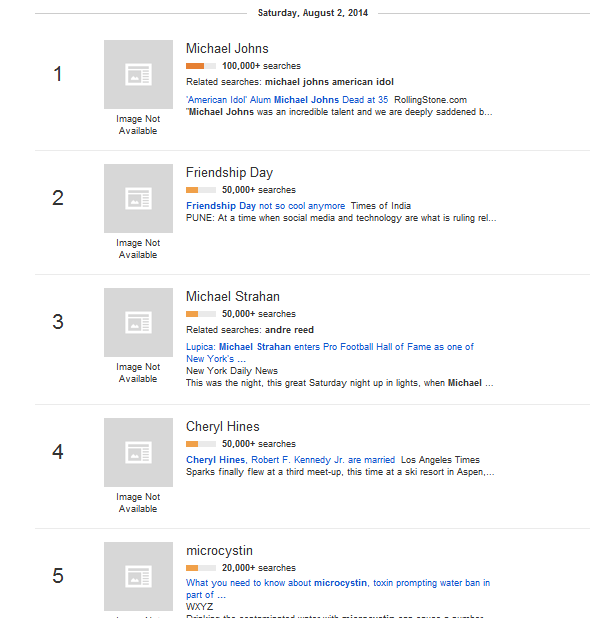 Saturday, August 2, 2014
1
Image Not
Available
Michael Johns
100,000+ searches
Related searches: michael johns american idol
'American Idol' Alum Michael Johns Dead at 35 RollingStone.com
"Michael Johns was an incredible talent and we are deeply saddened b...
2
Image Not
Available
Friendship Day
50,000+ searches
Friendship Day not so cool anymore Times of India
PUNE: At a time when social media and technology are what is ruling rel...
3
Image Not
Available
Michael Strahan
50,000+ searches
Related searches: andre reed
Lupica: Michael Strahan enters Pro Football Hall of Fame as one of
New York's ...
New York Daily News
This was the night, this great Saturday night up in lights, when Michael ...
4
Image Not
Available
Cheryl Hines
50,000+ searches
Cheryl Hines, Robert F. Kennedy Jr. are married Los Angeles Times
Sparks finally flew at a third meet-up, this time at a ski resort in Aspen,...
5
microcystin
20,000+ searches
What you need to know about microcystin, toxin prompting water ban in
part of ...
WXYZ